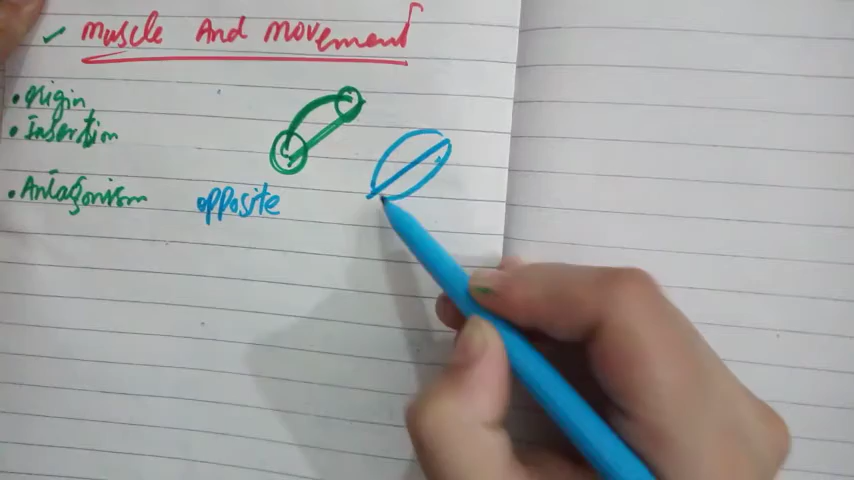 ✓ Muscle And Movement
• Origin
• Insertion
• Antagonism opposite